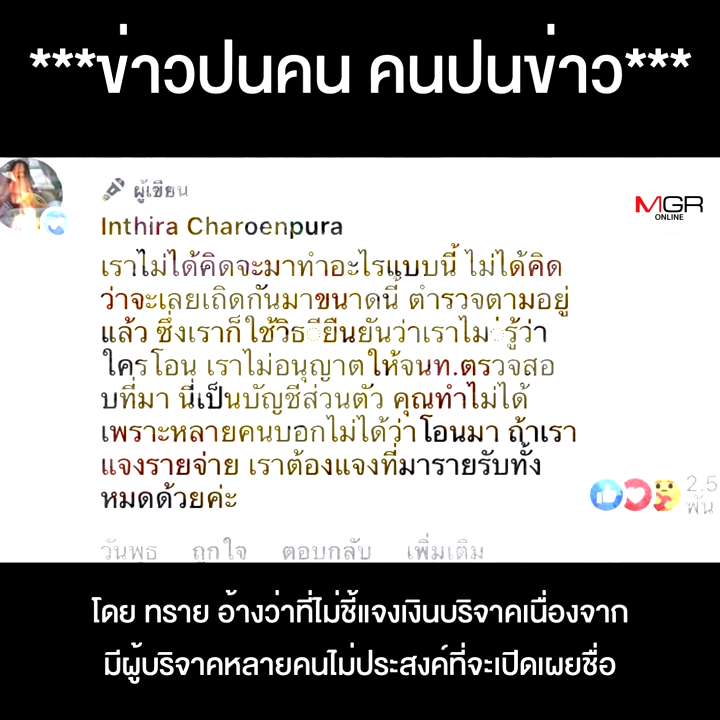 ***ข่าวปนคน คนปนข่าว***
MGR
ONLINE
ผู้เขียน
Inthira Charoenpura
เราไม่ได้คิดจะมาทำอะไรแบบนี้ ไม่ได้คิด
ว่าจะเลยเถิดกันมาขนาดนี้ ตำรวจตามอยู่
แล้ว ซึ่งเราก็ใช้วิธียืนยันว่าเราไม่รู้ว่า
ใครโอน เราไม่อนุญาตให้จนท.ตรวจสอ
บที่มา นี่เป็นบัญชีส่วนตัว คุณทำไม่ได้
เพราะหลายคนบอกไม่ได้ว่าโอนมา ถ้าเรา
แจงรายจ่าย เราต้องแจงที่มารายรับทั้ง
หมดด้วยค่ะ
2.5
พัน
วันพุธ ถูกใจ ตอบกลับ เพิ่มเติม
โดย ทราย อ้างว่าที่ไม่ชี้แจงเงินบริจาคเนื่องจาก
มีผู้บริจาคหลายคนไม่ประสงค์ที่จะเปิดเผยชื่อ